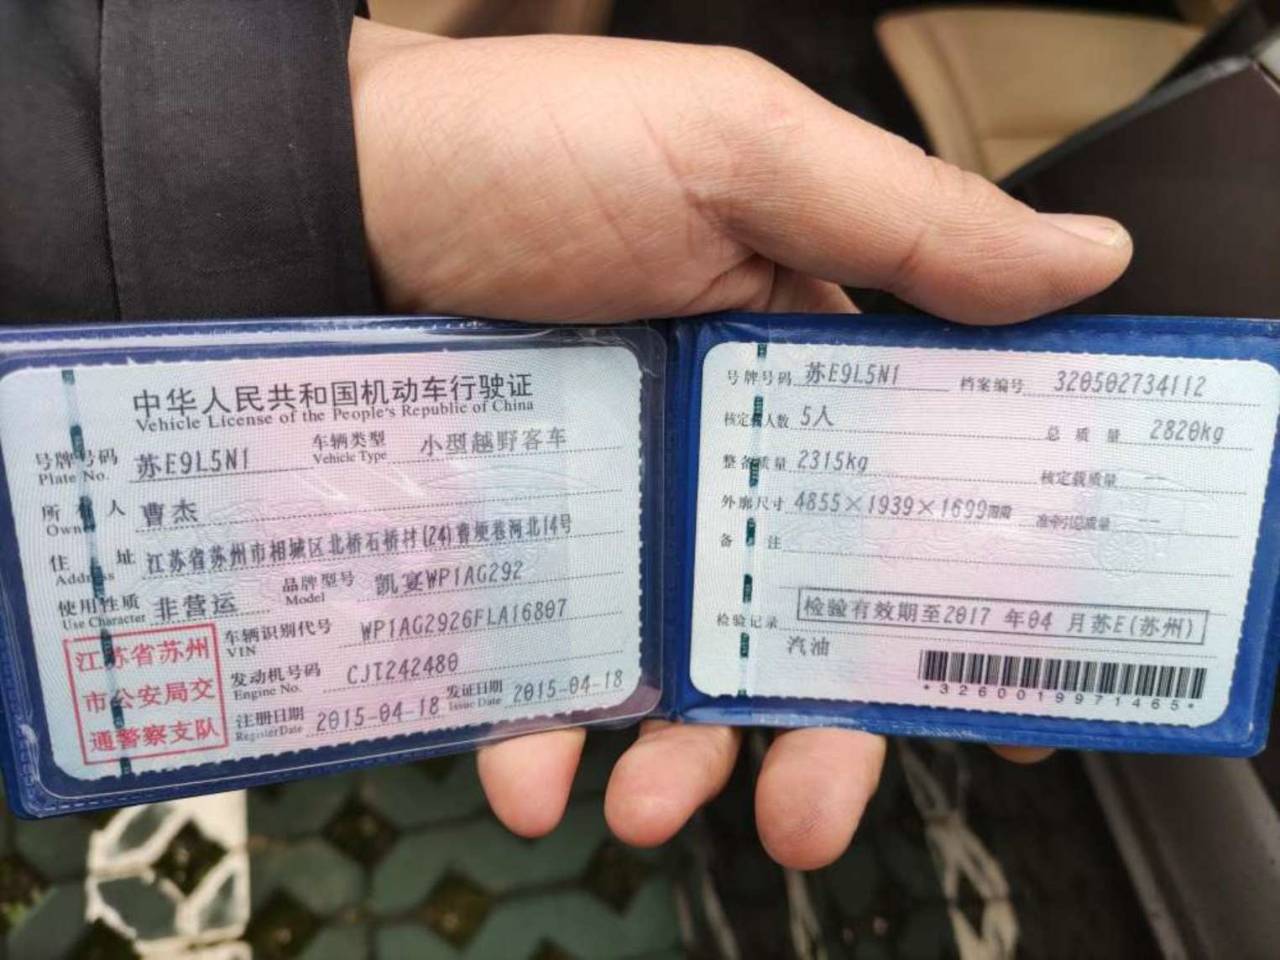 中华人民共和国机动车行驶证
Vehicle License of the People's Republic of China
号牌号码 苏E9L5N1 车辆类型 小型越野客车
Plate No. Vehicle Type
所有人 曹杰
Owner
住址 江苏省苏州市相城区北桥石桥村(24)曹埂巷河北14号
Address
使用性质 非营运 品牌型号 凯宴WP1AG292
Use Character Model
江苏省苏州
市公安局交
通警察支队
车辆识别代号 WP1AG2926FLA16807
VIN
发动机号码 CJT242480
Engine No.
注册日期 2015-04-18 发证日期 2015-04-18
Register Date Issue Date
号牌号码 苏E9L5N1 档案编号 320502734112
核定载人数 5人 总质量 2820kg
整备质量 2315kg 核定载质量 --
外廓尺寸 4855×1939×1699 准牵引总质量 --
备注
检验记录 检验有效期至2017年04月苏E(苏州)
汽油
*3260019971465*